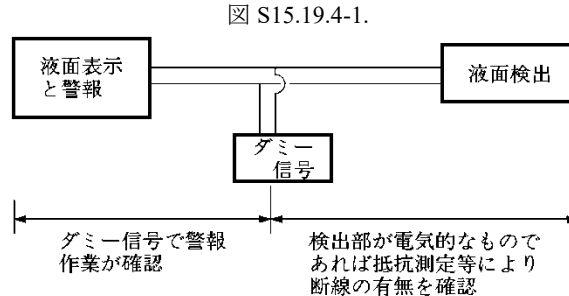 図 S15.19.4-1.
液面表示
と警報
液面検出
ダミー
信号
ダミー信号で警報
作業が確認
検出部が電気的なもので
あれば抵抗測定等により
断線の有無を確認